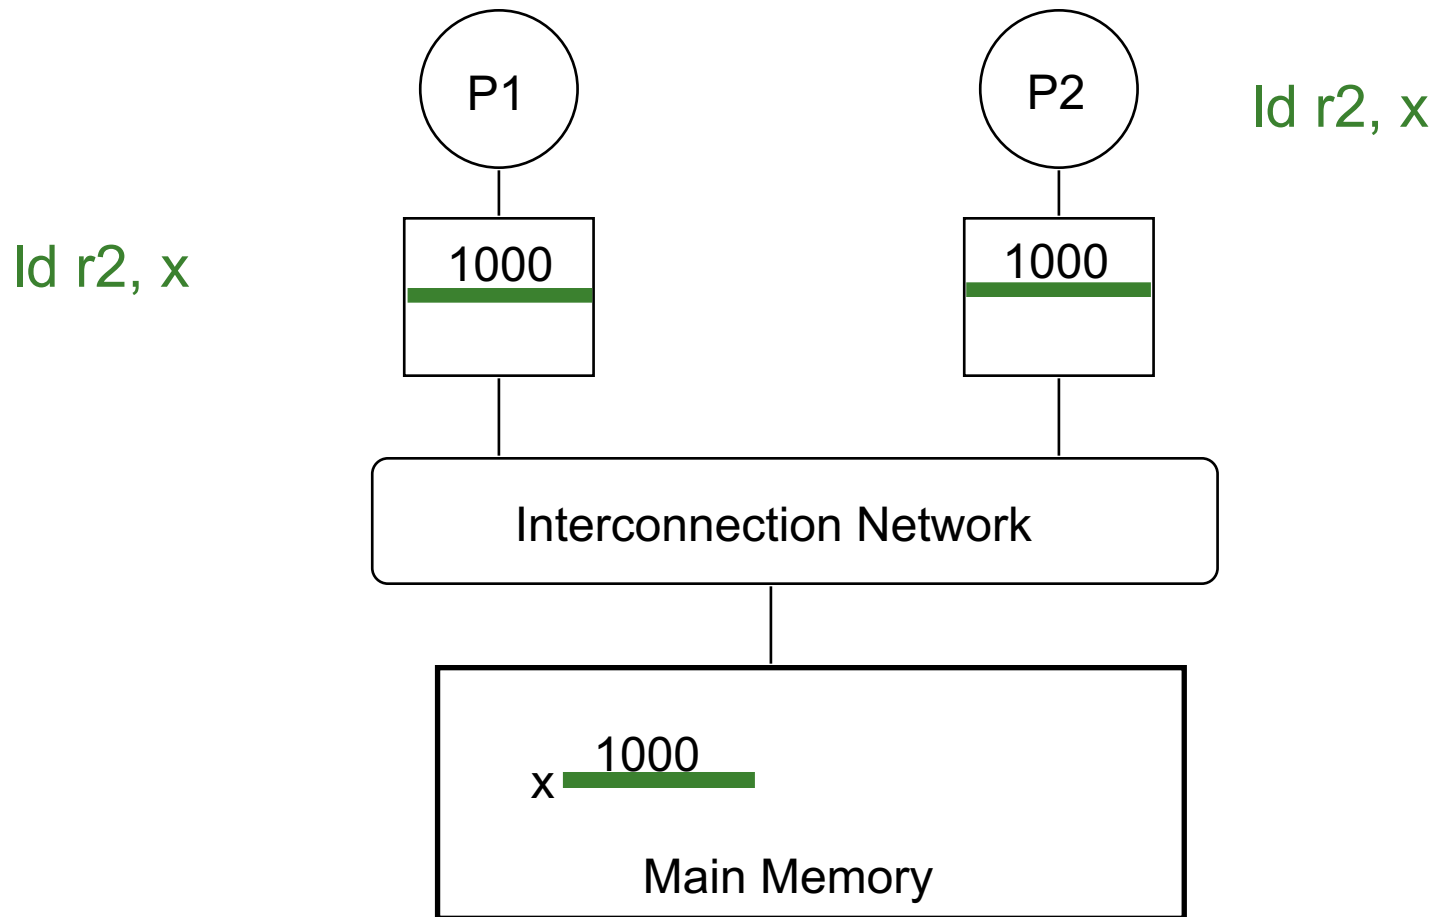 P1
P2
ld r2, x
ld r2, x
1000
1000
Interconnection Network
1000
x
Main Memory